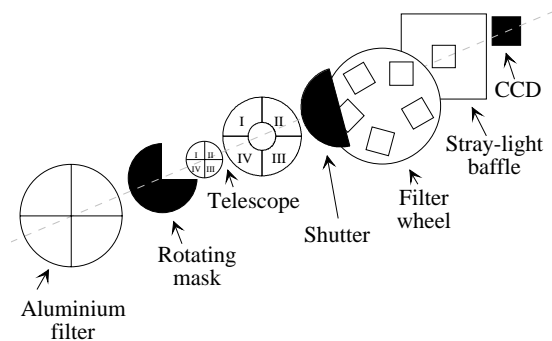 CCD
Stray-light
baffle
I II
IV III
I II
IV III
Telescope
Filter
wheel
Shutter
Rotating
mask
Aluminium
filter